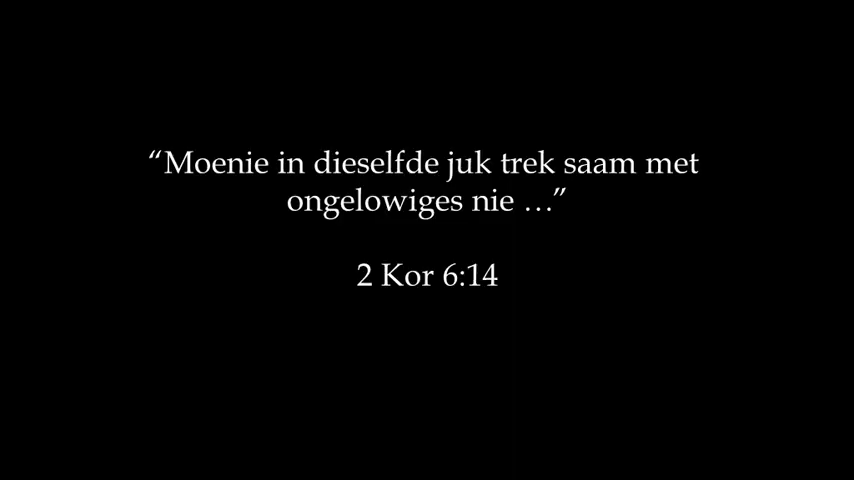 “Moenie in dieselfde juk trek saam met
ongelowiges nie …”
2 Kor 6:14